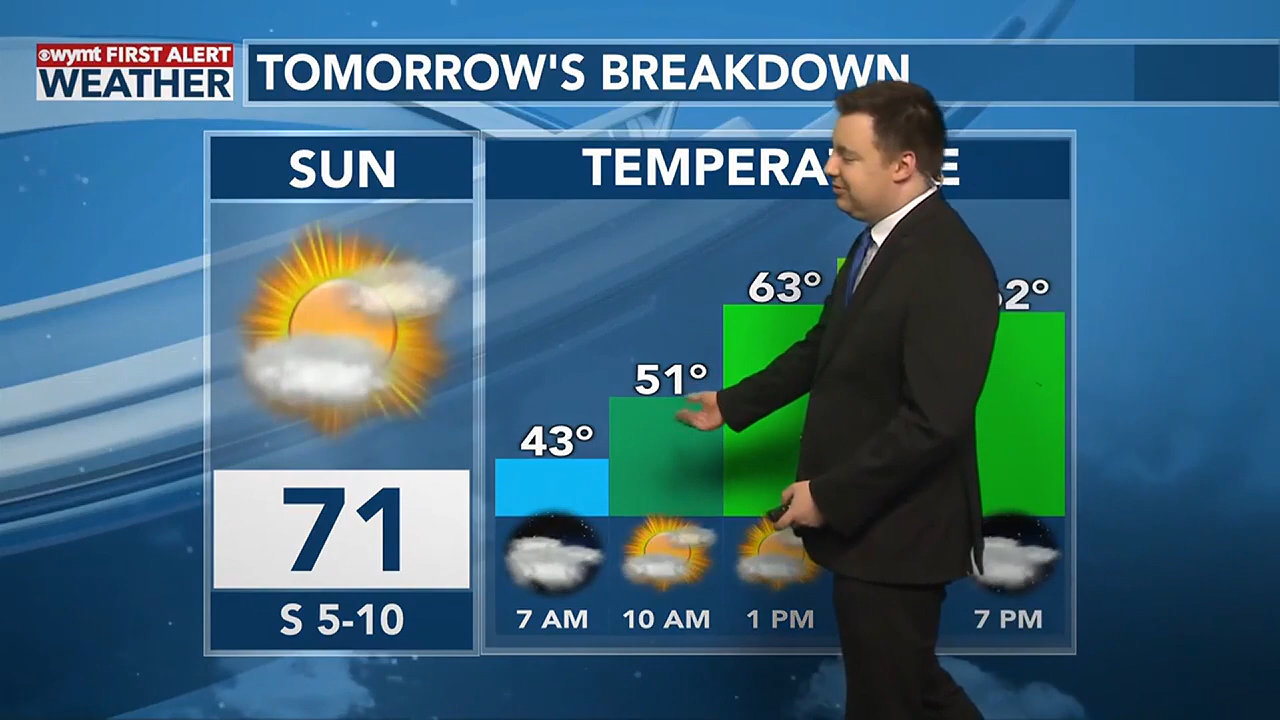 wymt FIRST ALERT
WEATHER
TOMORROW'S BREAKDOWN
SUN
71
S 5-10
43°
51°
63°
7 AM
10 AM
1 PM
7 PM